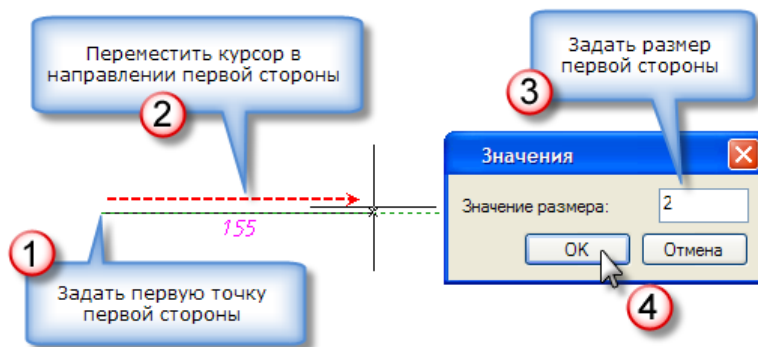 Переместить курсор в
направлении первой стороны
2
Задать размер
первой стороны
3
Значения
Значение размера:
2
OK
Отмена
4
155
1
Задать первую точку
первой стороны